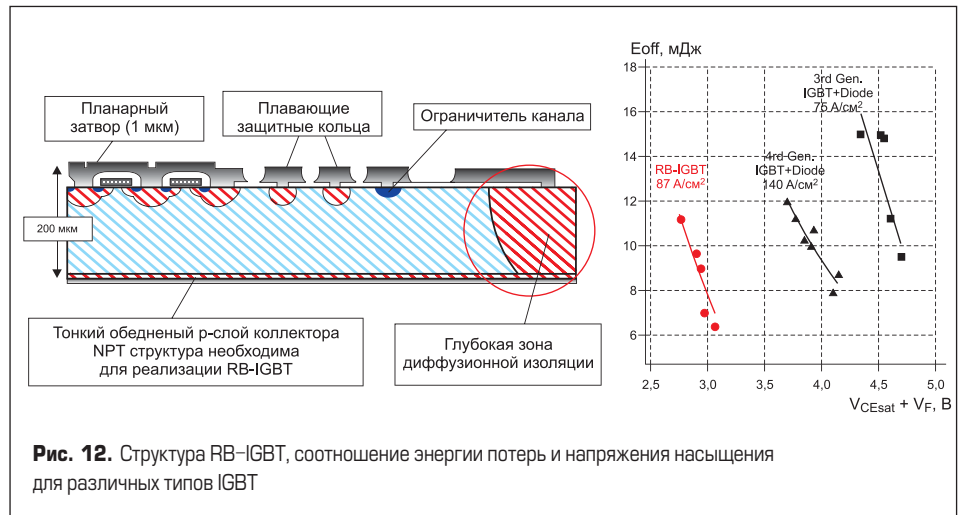 Планарный
затвор (1 мкм)
Плавающие
защитные кольца
Ограничитель канала
200 мкм
Тонкий обедненый р-слой коллектора
NPT структура необходима
для реализации RB-IGBT
Глубокая зона
диффузионной изоляции
Eoff, мДж
18
16
14
12
10
8
6
2,5
3,0
3,5
4,0
4,5
5,0
VCEsat + VF, В
RB-IGBT
87 А/см²
4rd Gen.
IGBT+Diode
140 А/см²
3rd Gen.
IGBT+Diode
75 А/см²
Рис. 12. Структура RB–IGBT, соотношение энергии потерь и напряжения насыщения
для различных типов IGBT